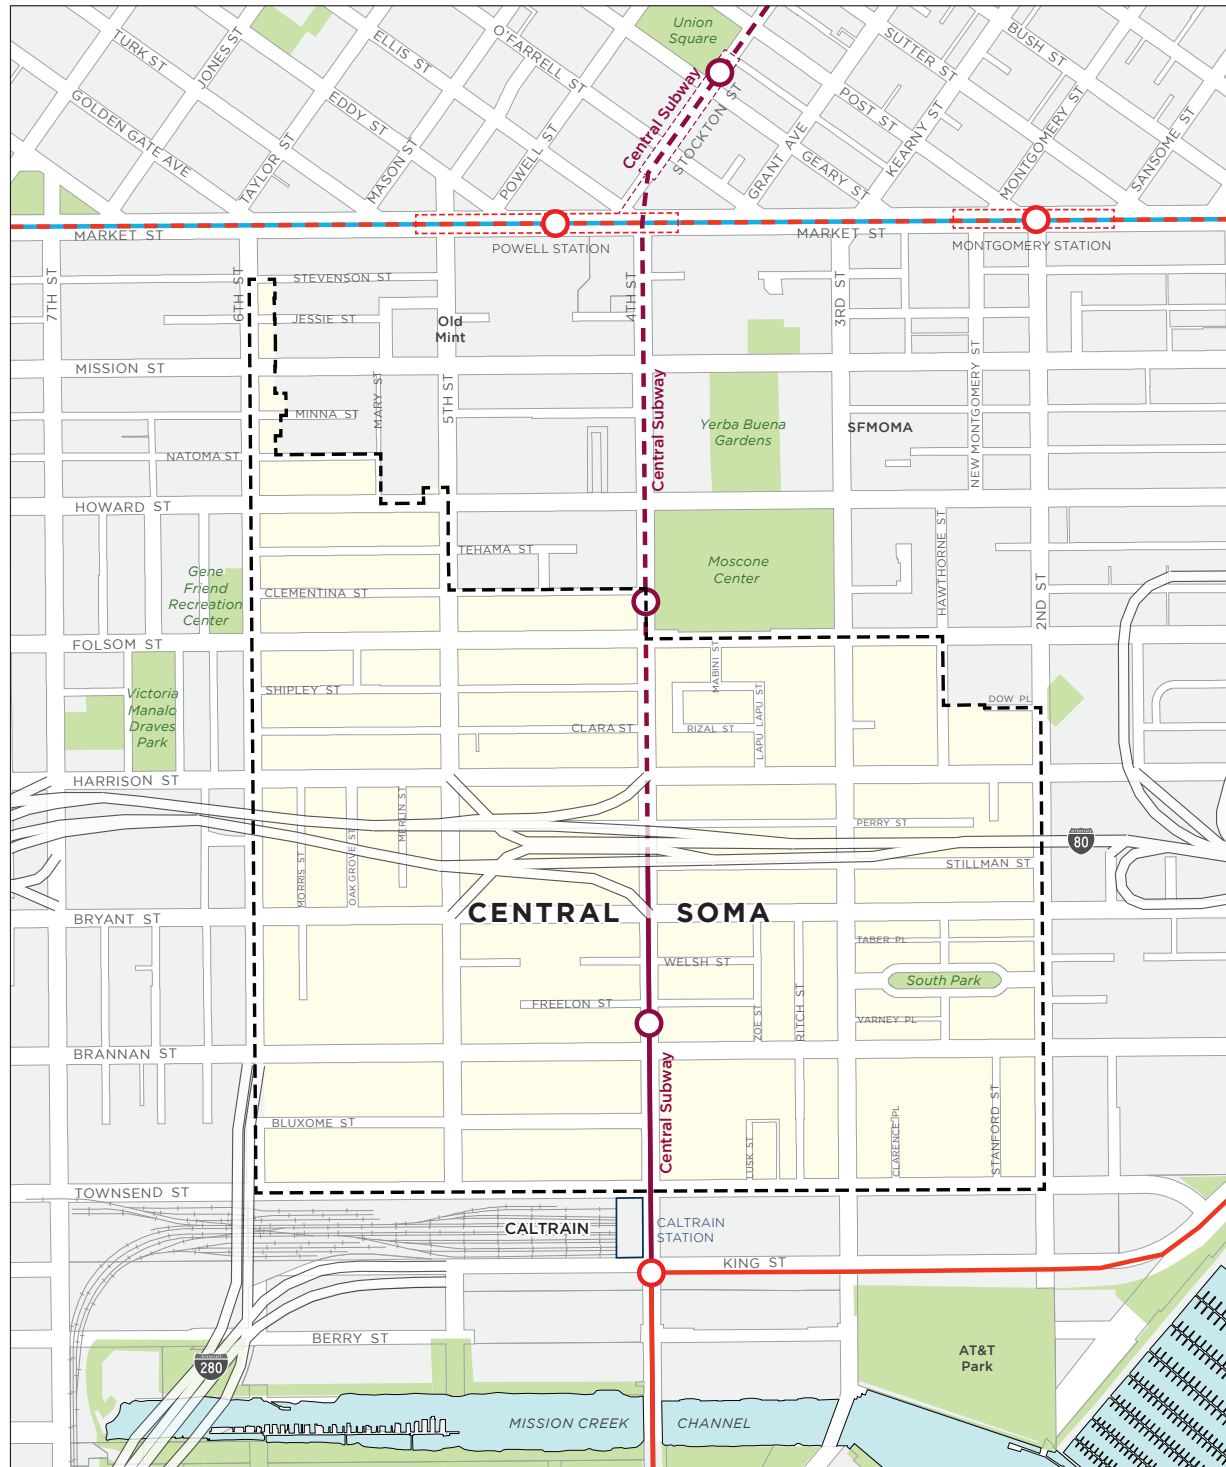 Union
Square
TURK ST
JONES ST
ELLIS ST
O'FARRELL ST
SUTTER ST
BUSH ST
GOLDEN GATE AVE
EDDY ST
Central Subway
STOCKTON ST
POST ST
KEARNY ST
MONTGOMERY ST
SANSOME ST
TAYLOR ST
MASON ST
POWELL ST
GRANT AVE
GEARY ST
MARKET ST
POWELL STATION
MARKET ST
MONTGOMERY STATION
7TH ST
6TH ST
STEVENSON ST
4TH ST
3RD ST
JESSIE ST
Old
Mint
MISSION ST
MARY ST
5TH ST
MINNA ST
Central Subway
Yerba Buena
Gardens
SFMOMA
NEW MONTGOMERY ST
NATOMA ST
HOWARD ST
TEHAMA ST
Moscone
Center
HAWTHORNE ST
2ND ST
Gene
Friend
Recreation
Center
CLEMENTINA ST
FOLSOM ST
MABINI ST
SHIPLEY ST
LAPU LAPU ST
DOW PL
Victoria
Manalo
Draves
Park
CLARA ST
RIZAL ST
HARRISON ST
MERLIN ST
OAK GROVE ST
MORRIS ST
PERRY ST
80
STILLMAN ST
CENTRAL SOMA
BRYANT ST
TABER PL
WELSH ST
South Park
FREELON ST
ZOE ST
RITCH ST
VARNEY PL
BRANNAN ST
Central Subway
BLUXOME ST
LUSK ST
CLARENCE PL
STANFORD ST
TOWNSEND ST
CALTRAIN
CALTRAIN
STATION
KING ST
BERRY ST
280
AT&T
Park
MISSION CREEK CHANNEL